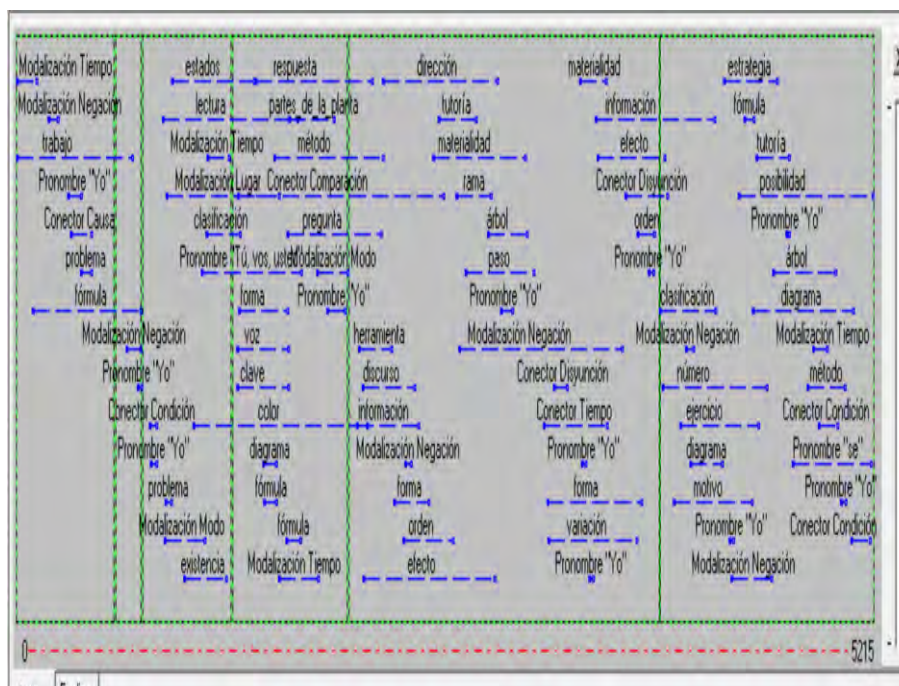 Modalización Tiempo estados respuesta dirección materialidad estrategia
Modalización Negación lectura partes_de_la_planta tutoría información fórmula
trabajo Modalización Tiempo método materialidad efecto tutoría
Pronombre "Yo" Modalización Lugar Conector Comparación rama Conector Disyunción posibilidad
Conector Causa clasificación pregunta árbol orden Pronombre "Yo"
problema Pronombre "Tú, vos, usted" Modalización Modo paso Pronombre "Yo" árbol
fórmula forma Pronombre "Yo" Pronombre "Yo" clasificación diagrama
Modalización Negación voz herramienta Modalización Negación Modalización Negación Modalización Tiempo
Pronombre "Yo" clave discurso Conector Disyunción número método
Conector Condición color información Conector Tiempo ejercicio Conector Condición
Pronombre "Yo" diagrama Modalización Negación Pronombre "Yo" diagrama Pronombre "se"
problema fórmula forma forma motivo Pronombre "Yo"
Modalización Modo fórmula orden variación Pronombre "Yo" Conector Condición
existencia Modalización Tiempo efecto Pronombre "Yo" Modalización Negación
0 5215